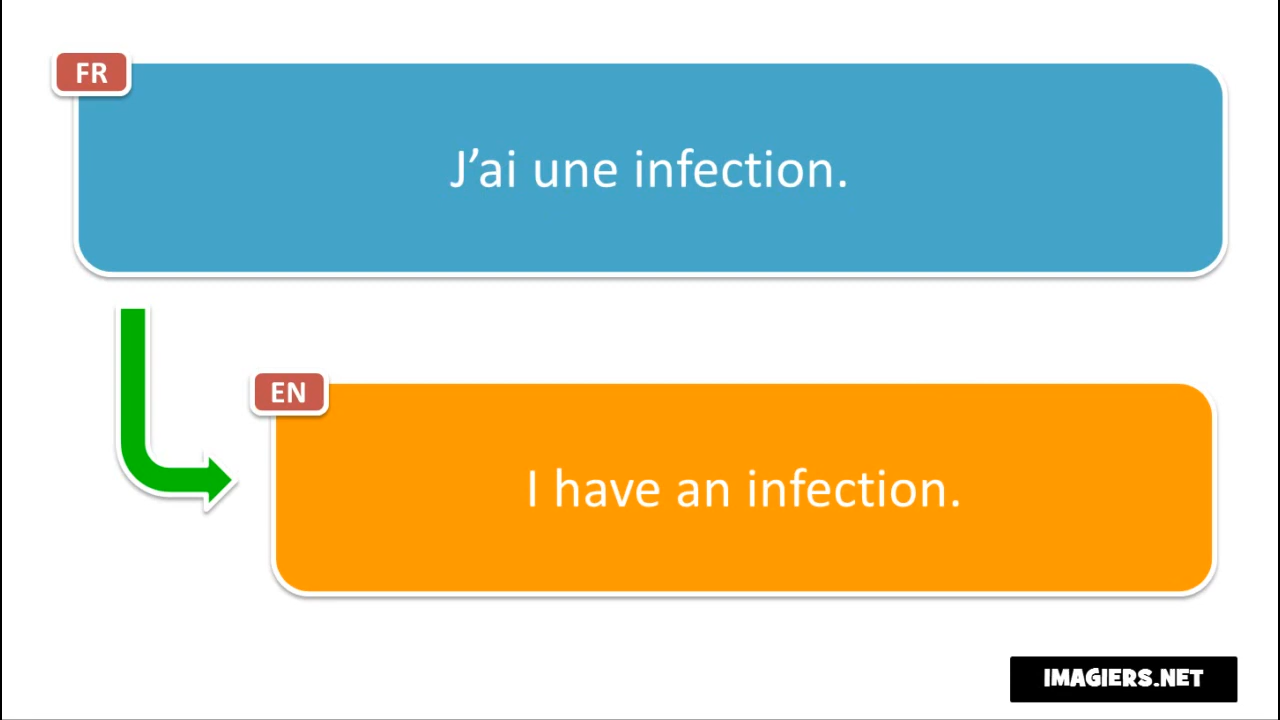 FR
J’ai une infection.
EN
I have an infection.
IMAGIERS.NET